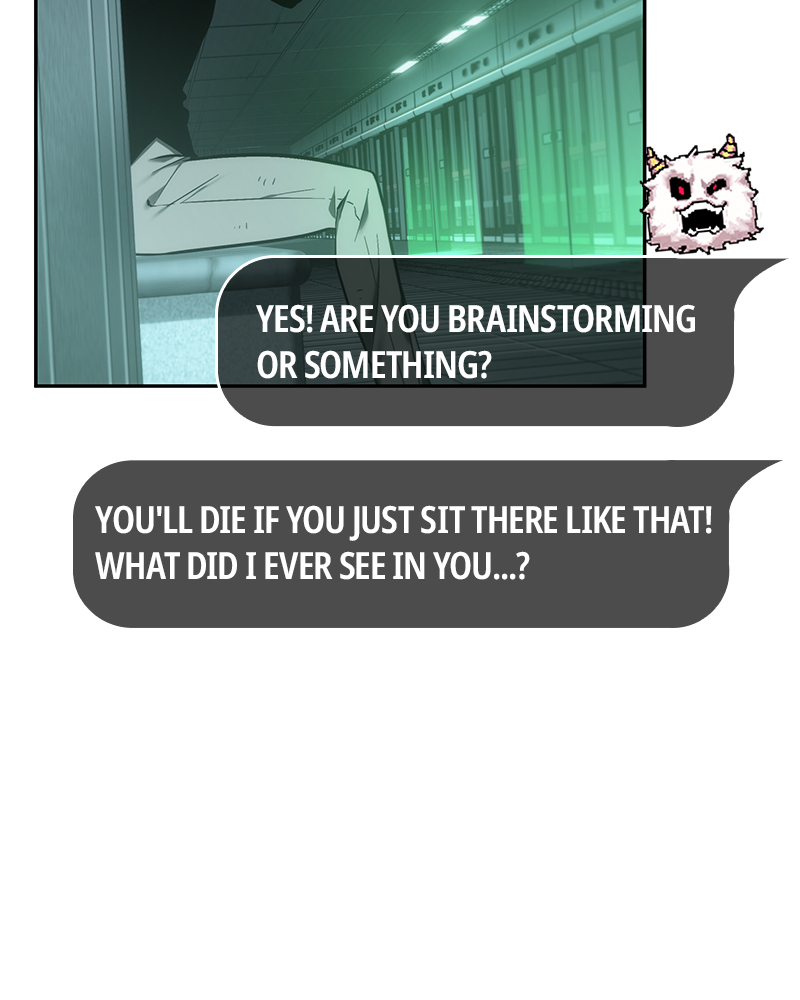 YES! ARE YOU BRAINSTORMING
OR SOMETHING?
YOU'LL DIE IF YOU JUST SIT THERE LIKE THAT!
WHAT DID I EVER SEE IN YOU...?